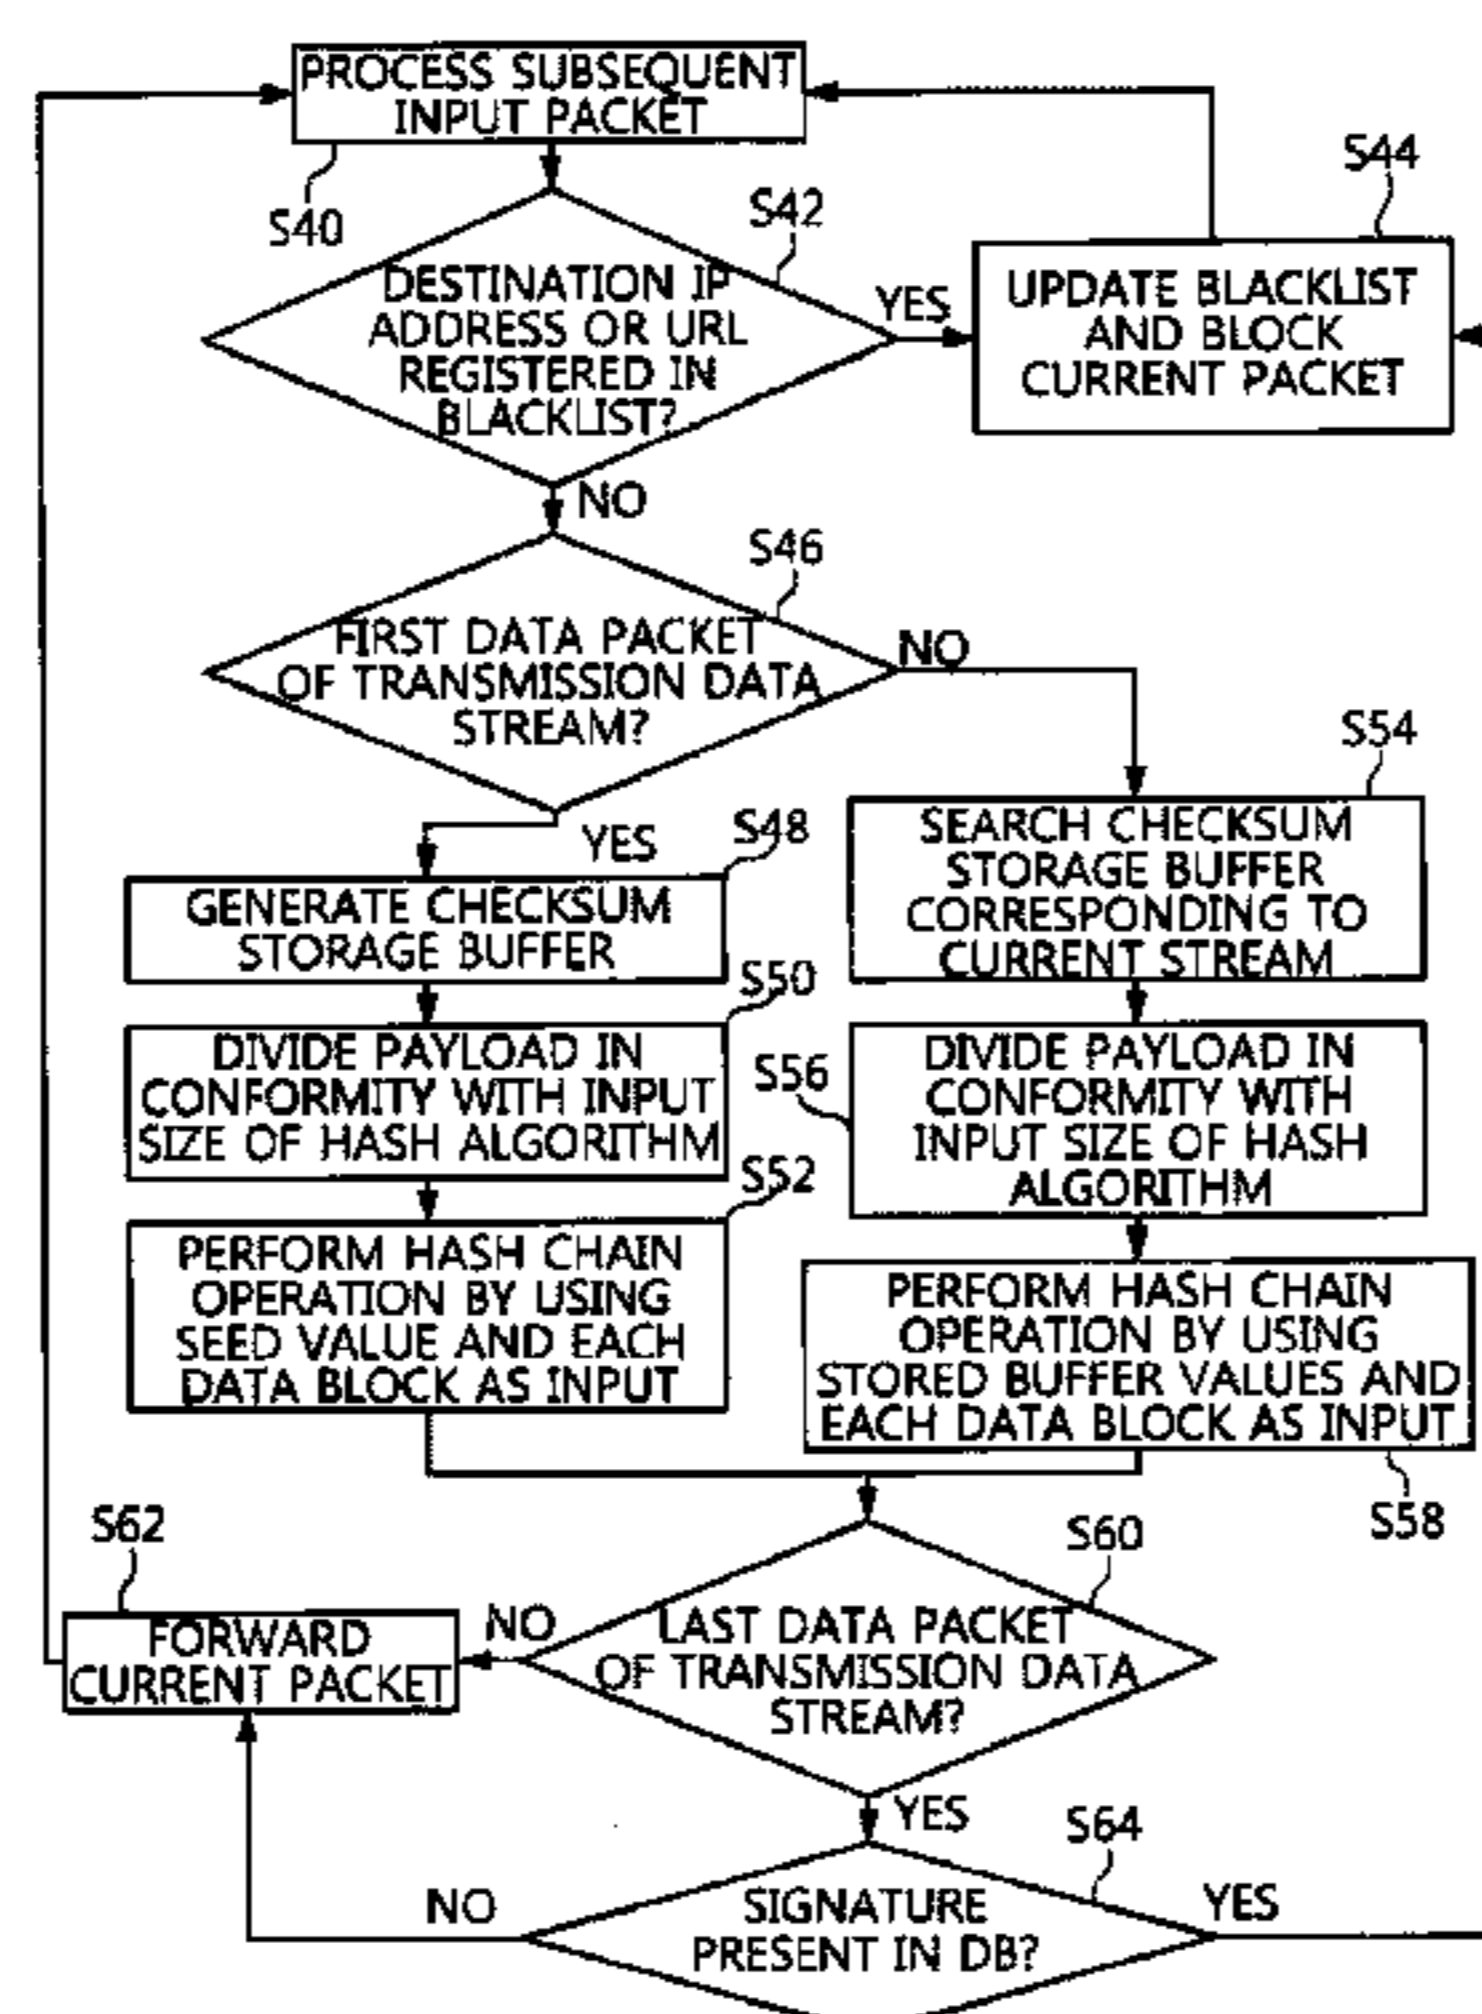 PROCESS SUBSEQUENT
INPUT PACKET
S40
S42
S44
DESTINATION IP
ADDRESS OR URL
REGISTERED IN
BLACKLIST?
YES
UPDATE BLACKLIST
AND BLOCK
CURRENT PACKET
NO
S46
FIRST DATA PACKET
OF TRANSMISSION DATA
STREAM?
NO
YES
S48
GENERATE CHECKSUM
STORAGE BUFFER
S54
SEARCH CHECKSUM
STORAGE BUFFER
CORRESPONDING TO
CURRENT STREAM
S50
DIVIDE PAYLOAD IN
CONFORMITY WITH INPUT
SIZE OF HASH ALGORITHM
S56
DIVIDE PAYLOAD IN
CONFORMITY WITH
INPUT SIZE OF HASH
ALGORITHM
S52
PERFORM HASH CHAIN
OPERATION BY USING
SEED VALUE AND EACH
DATA BLOCK AS INPUT
PERFORM HASH CHAIN
OPERATION BY USING
STORED BUFFER VALUES AND
EACH DATA BLOCK AS INPUT
S58
S62
S60
FORWARD
CURRENT PACKET
NO
LAST DATA PACKET
OF TRANSMISSION DATA
STREAM?
YES
S64
NO
SIGNATURE
PRESENT IN DB?
YES